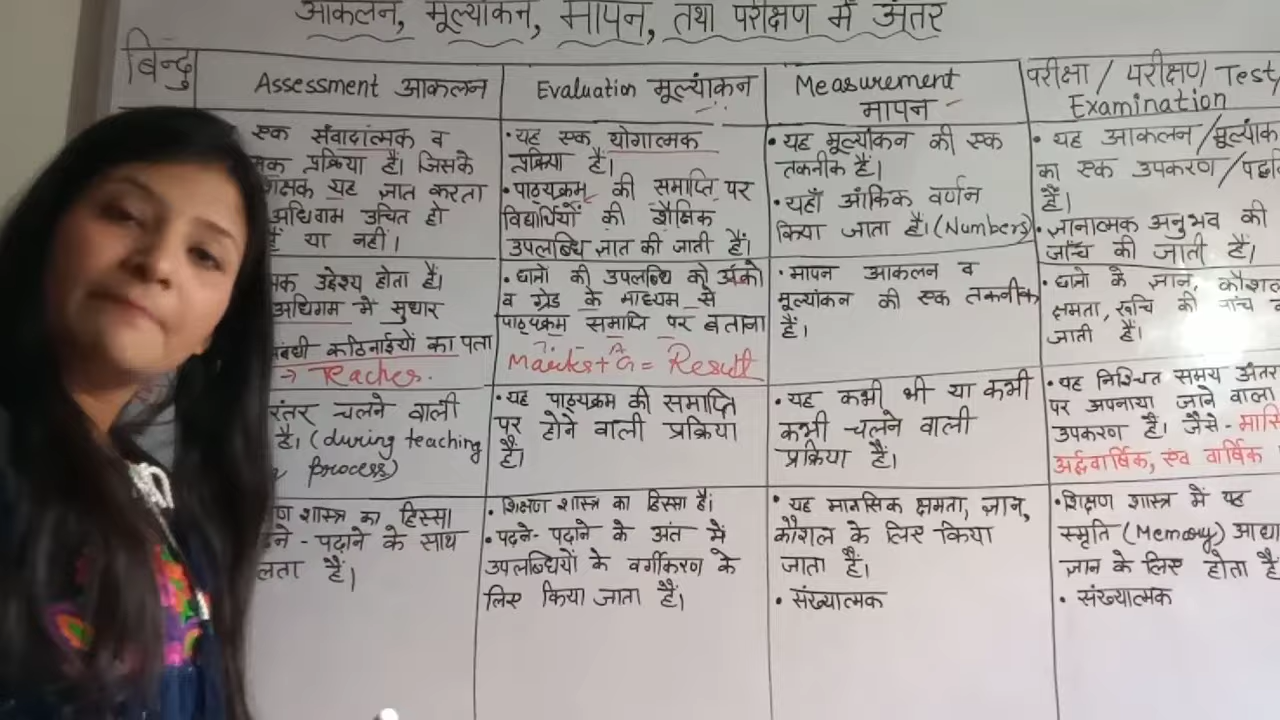 आकलन, मूल्यांकन, मापन, तथा परीक्षण में अंतर
बिन्दु
Assessment आकलन
एक संवादात्मक व
प्रक्रिया है। जिसके
यह ज्ञात करता
अधिगम उचित हो
या नहीं।
उद्देश्य होता है।
अधिगम में सुधार
कठिनाईयों का पता
→ Teacher.
चलने वाली
है। (during teaching
process)
शास्त्र का हिस्सा
- पढ़ाने के साथ
है।
Evaluation मूल्यांकन
• यह एक योगात्मक
प्रक्रिया है।
• पाठ्यक्रम की समाप्ति पर
विद्यार्थियों की शैक्षिक
उपलब्धि ज्ञात की जाती है।
• छात्रों की उपलब्धि को अंको
व ग्रेड के माध्यम से
पाठ्यक्रम समाप्ति पर बताना
Marks + G = Result
• यह पाठ्यक्रम की समाप्ति
पर होने वाली प्रक्रिया
है।
• शिक्षण शास्त्र का हिस्सा है।
• पढ़ने - पढ़ाने के अंत में
उपलब्धियों के वर्गीकरण के
लिए किया जाता है।
Measurement
मापन
• यह मूल्यांकन की एक
तकनीक है।
• यहाँ आंकिक वर्णन
किया जाता है। (Numbers)
• मापन आकलन व
मूल्यांकन की एक तकनीक
है।
• यह कभी भी या कभी
कभी चलने वाली
प्रक्रिया है।
• यह मानसिक क्षमता, ज्ञान,
कौशल के लिए किया
जाता है।
• संख्यात्मक
परीक्षा / परीक्षण / Test/
Examination
• यह आकलन /
का एक उपकरण /
है।
• ज्ञानात्मक अनुभव की
जाँच की जाती है।
• छात्रों के ज्ञान,
क्षमता, रूचि की जांच
जाती है।
• यह निश्चित समय अंतराल
पर अपनाया जाने वाला
उपकरण है। जैसे -
अर्द्धवार्षिक, एवं वार्षिक
• शिक्षण शास्त्र में यह
स्मृति (Memory)
ज्ञान के लिए होता है
• संख्यात्मक